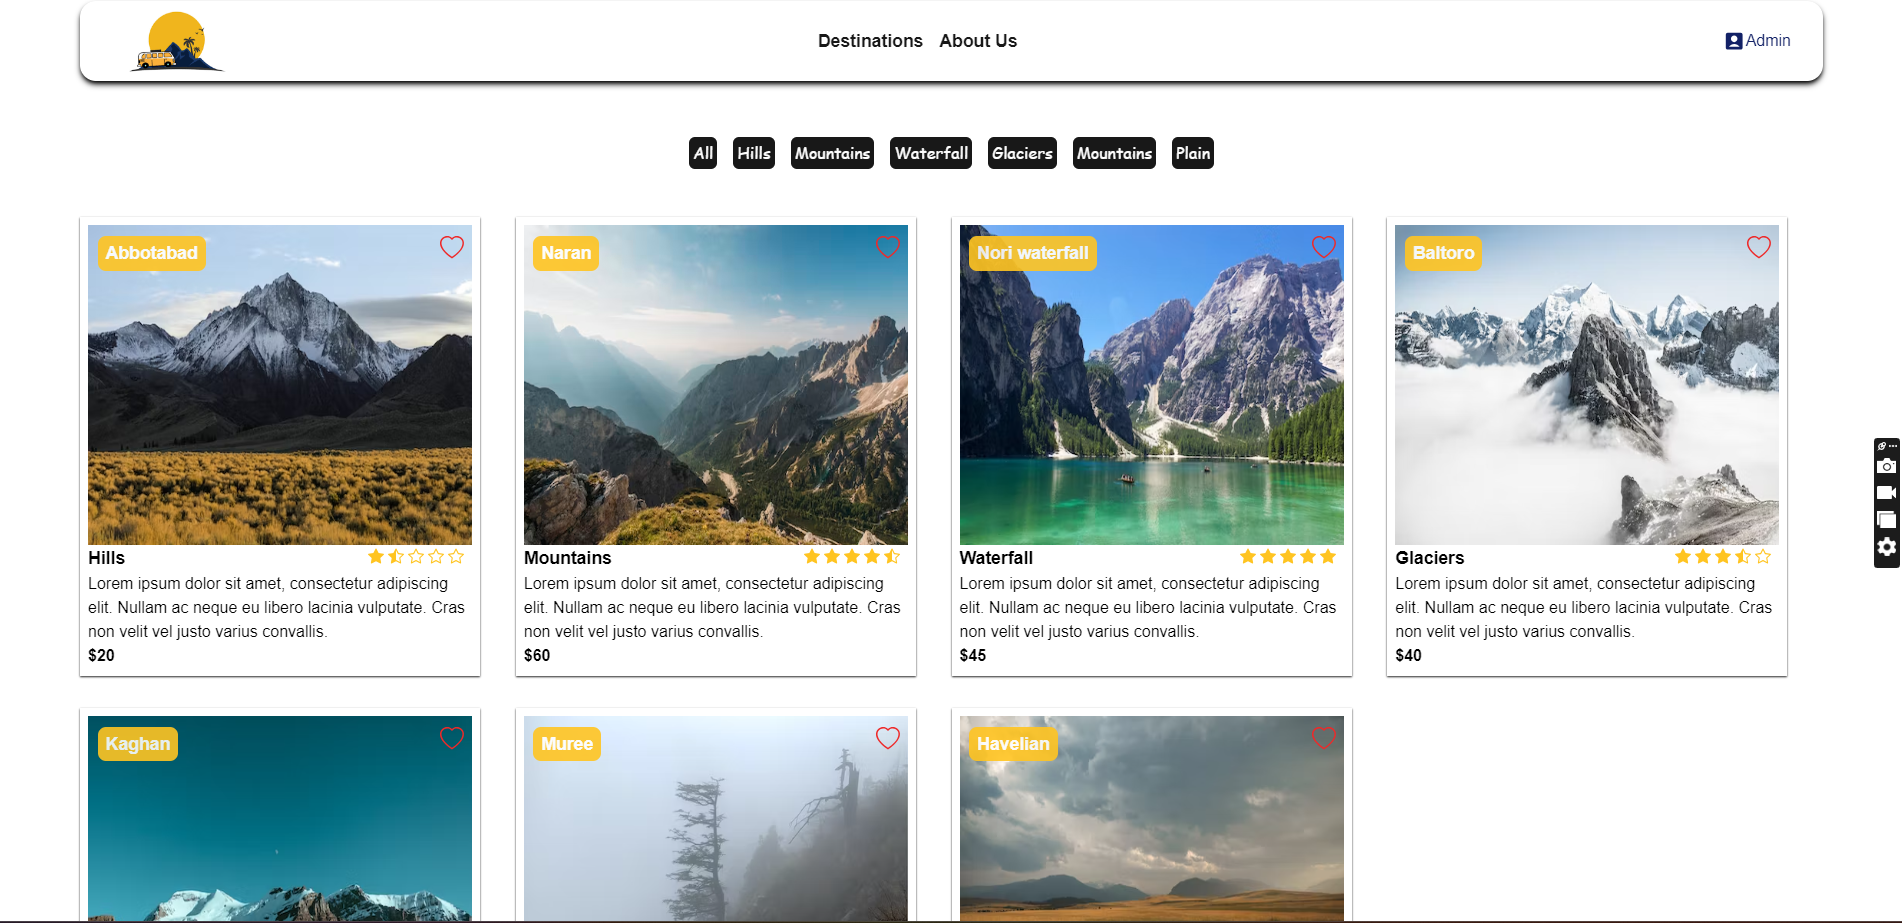 Destinations About Us
Admin
All Hills Mountains Waterfall Glaciers Mountains Plain
Abbotabad
Hills
Lorem ipsum dolor sit amet, consectetur adipiscing
elit. Nullam ac neque eu libero lacinia vulputate. Cras
non velit vel justo varius convallis.
$20
Naran
Mountains
Lorem ipsum dolor sit amet, consectetur adipiscing
elit. Nullam ac neque eu libero lacinia vulputate. Cras
non velit vel justo varius convallis.
$60
Nori waterfall
Waterfall
Lorem ipsum dolor sit amet, consectetur adipiscing
elit. Nullam ac neque eu libero lacinia vulputate. Cras
non velit vel justo varius convallis.
$45
Baltoro
Glaciers
Lorem ipsum dolor sit amet, consectetur adipiscing
elit. Nullam ac neque eu libero lacinia vulputate. Cras
non velit vel justo varius convallis.
$40
Kaghan
Muree
Havelian